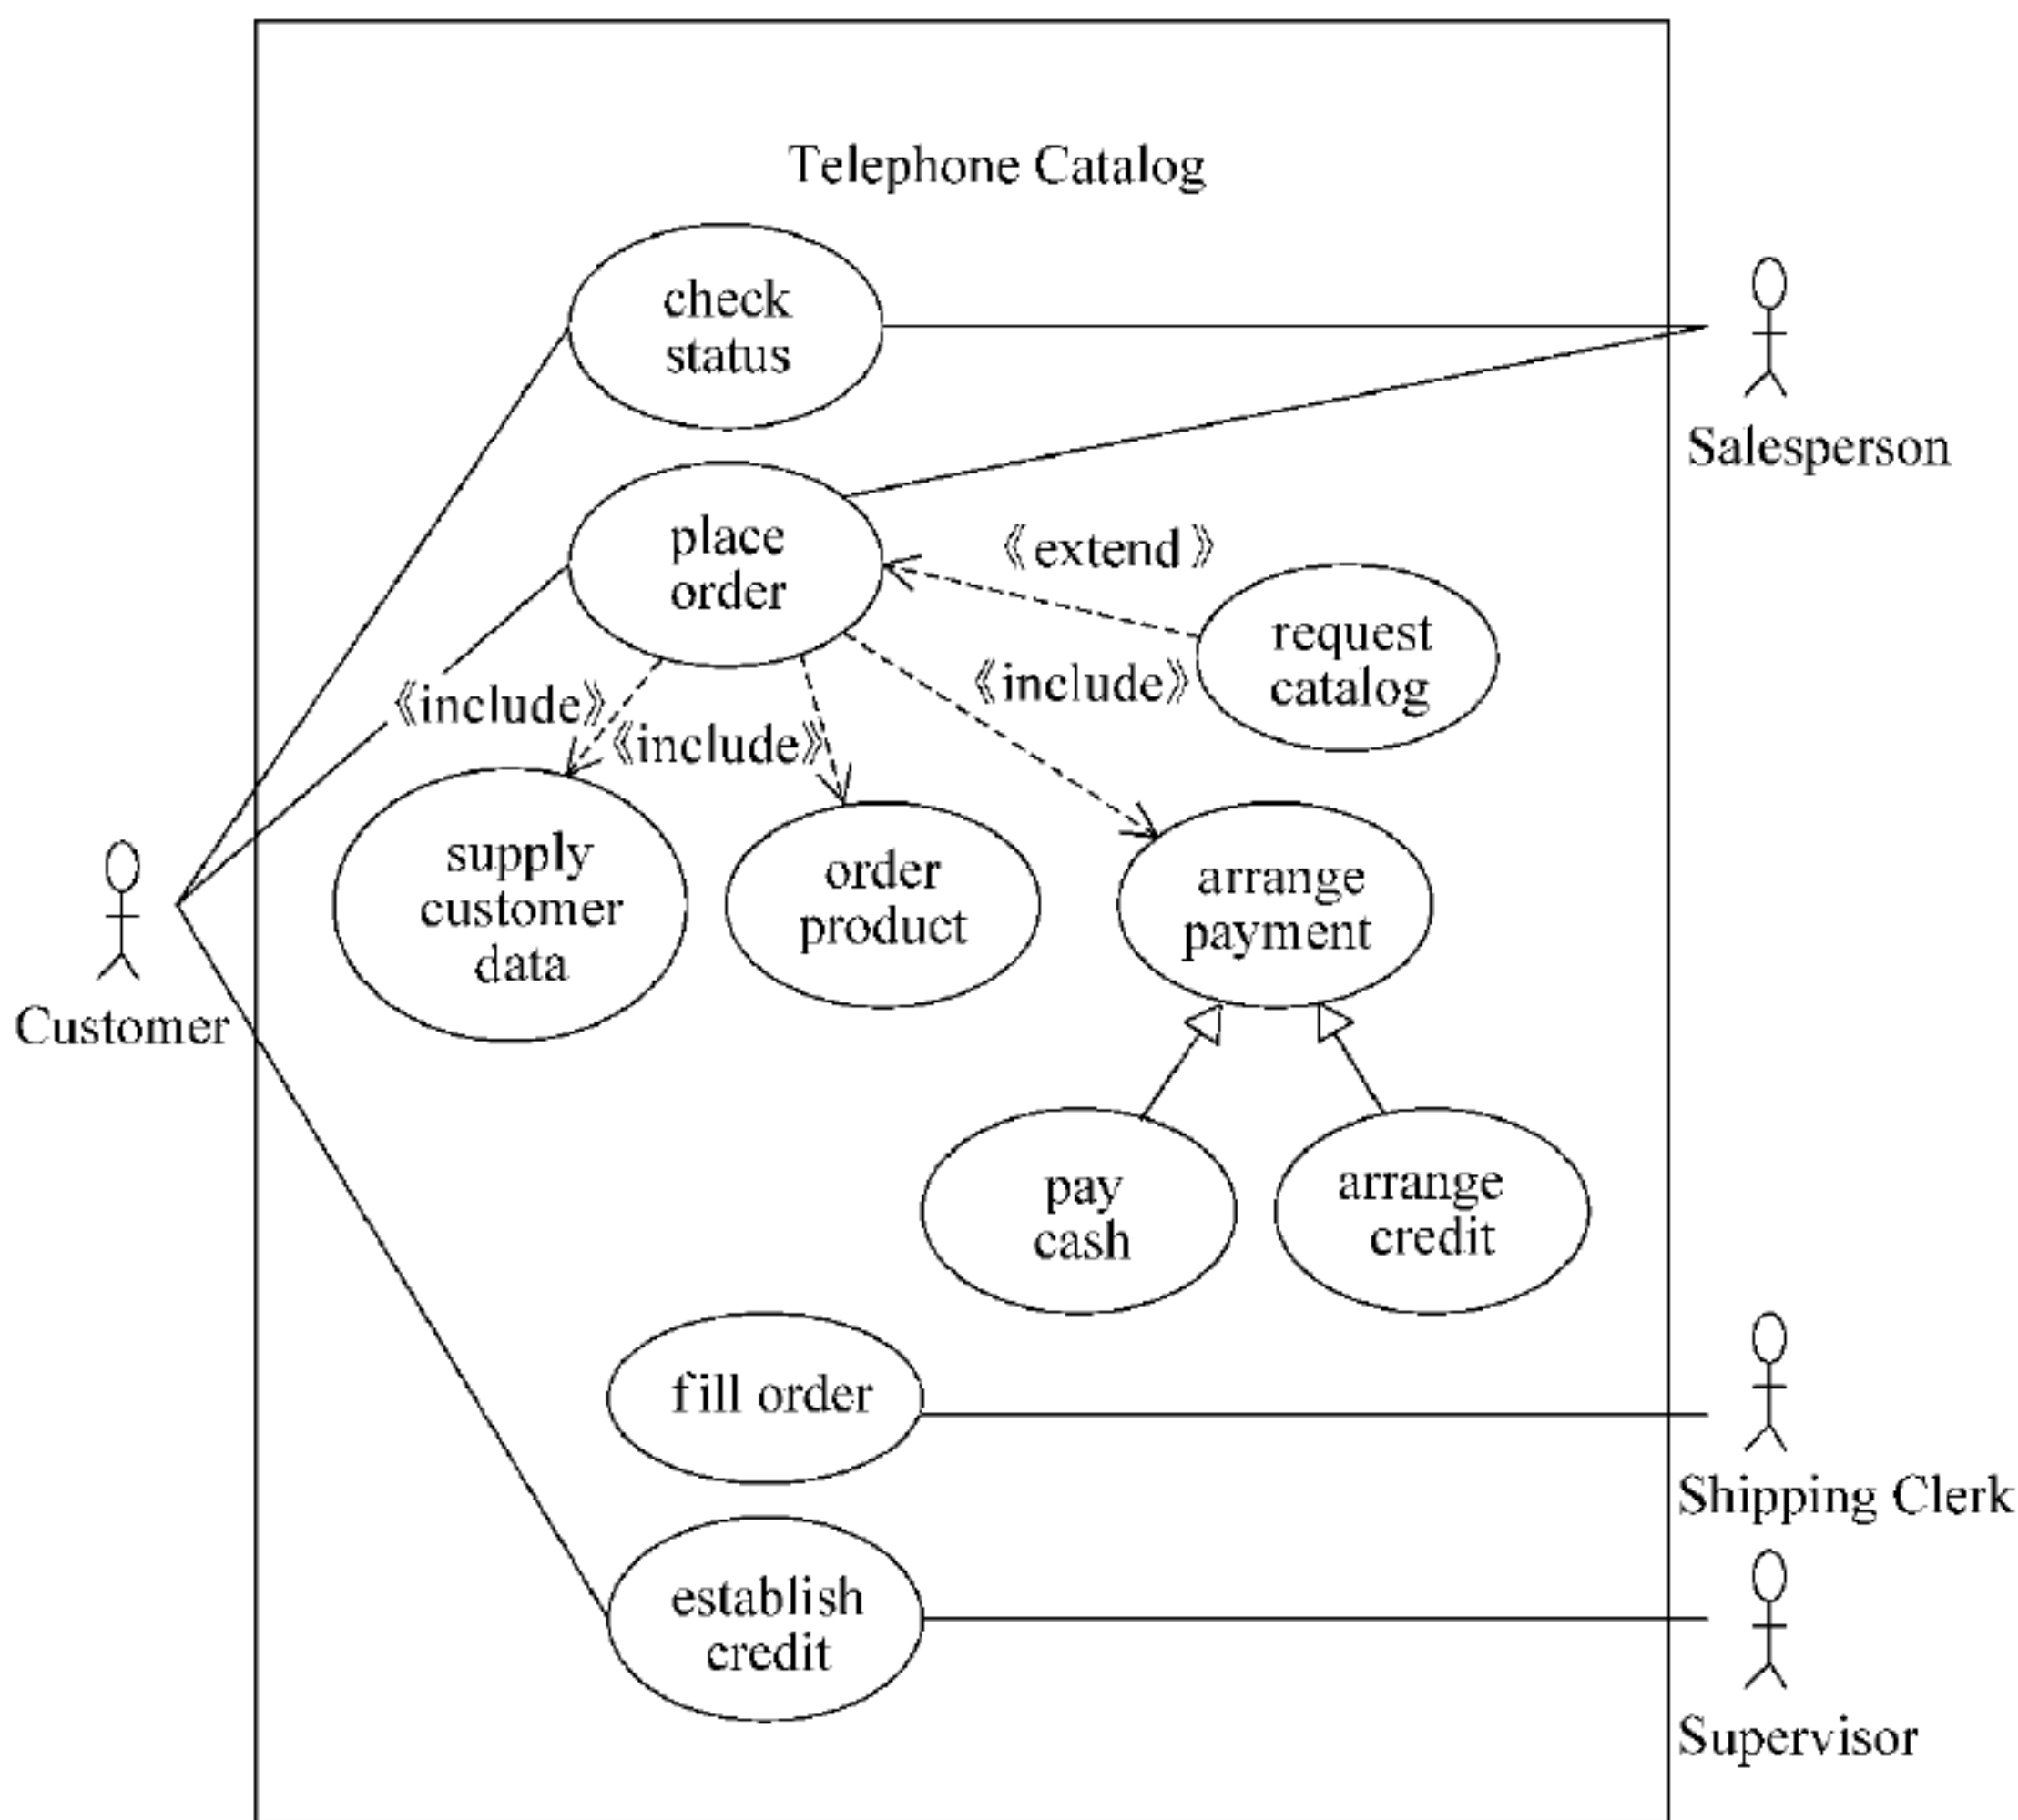 Telephone Catalog
check
status
Salesperson
place
order
《extend》
request
catalog
《include》
《include》
《include》
supply
customer
data
order
product
arrange
payment
Customer
pay
cash
arrange
credit
fill order
Shipping Clerk
establish
credit
Supervisor